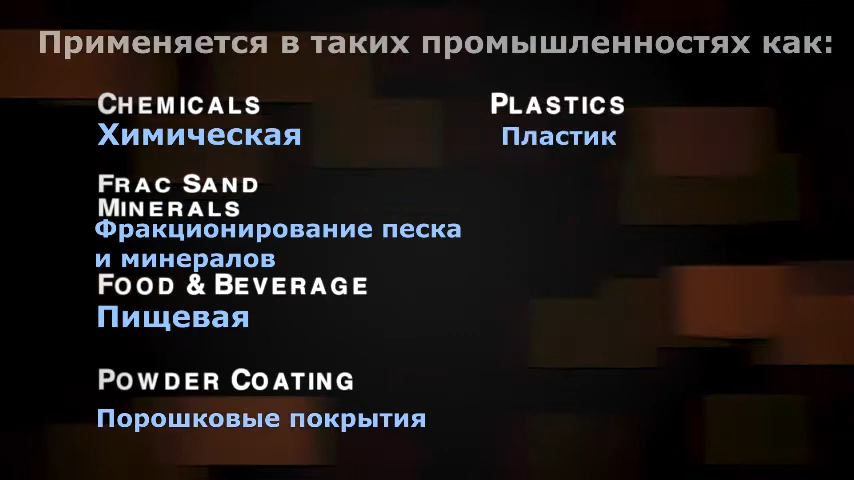 Применяется в таких промышленностях как:
CHEMICALS
Химическая
PLASTICS
Пластик
FRAC SAND
MINERALS
Фракционирование песка
и минералов
FOOD & BEVERAGE
Пищевая
POWDER COATING
Порошковые покрытия